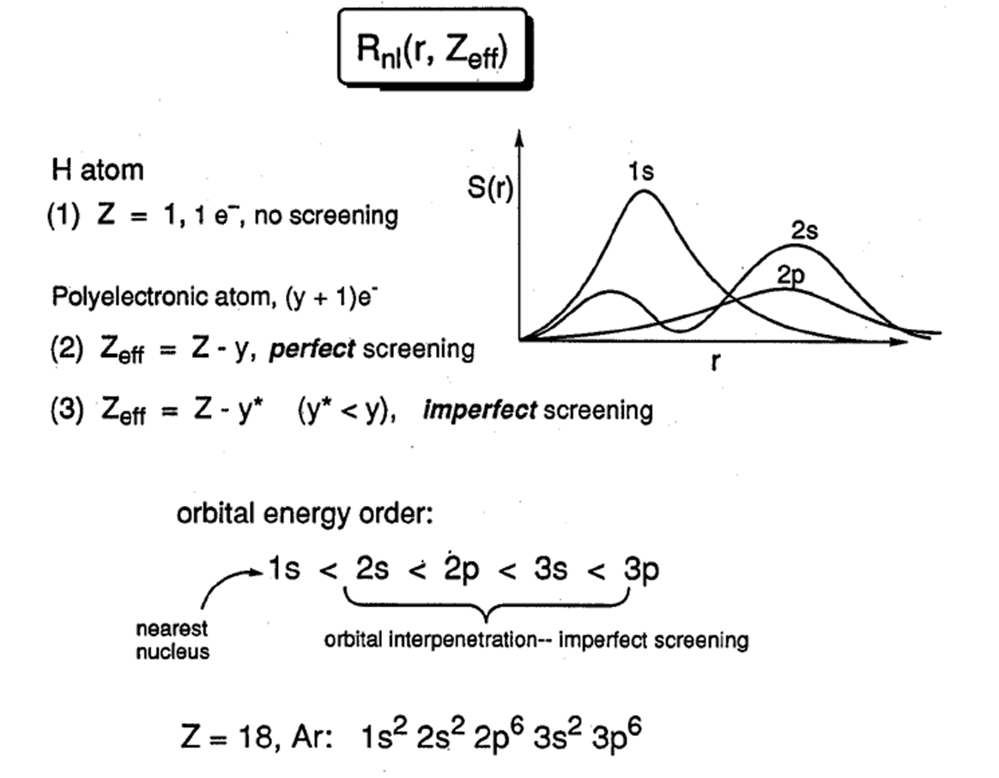 Rnl(r, Zeff)
H atom
(1) Z = 1, 1 e⁻, no screening
Polyelectronic atom, (y + 1)e⁻
(2) Zeff = Z - y, perfect screening
(3) Zeff = Z - y* (y* < y), imperfect screening
S(r)
1s
2s
2p
r
orbital energy order:
1s < 2s < 2p < 3s < 3p
nearest
nucleus
orbital interpenetration-- imperfect screening
Z = 18, Ar: 1s² 2s² 2p⁶ 3s² 3p⁶